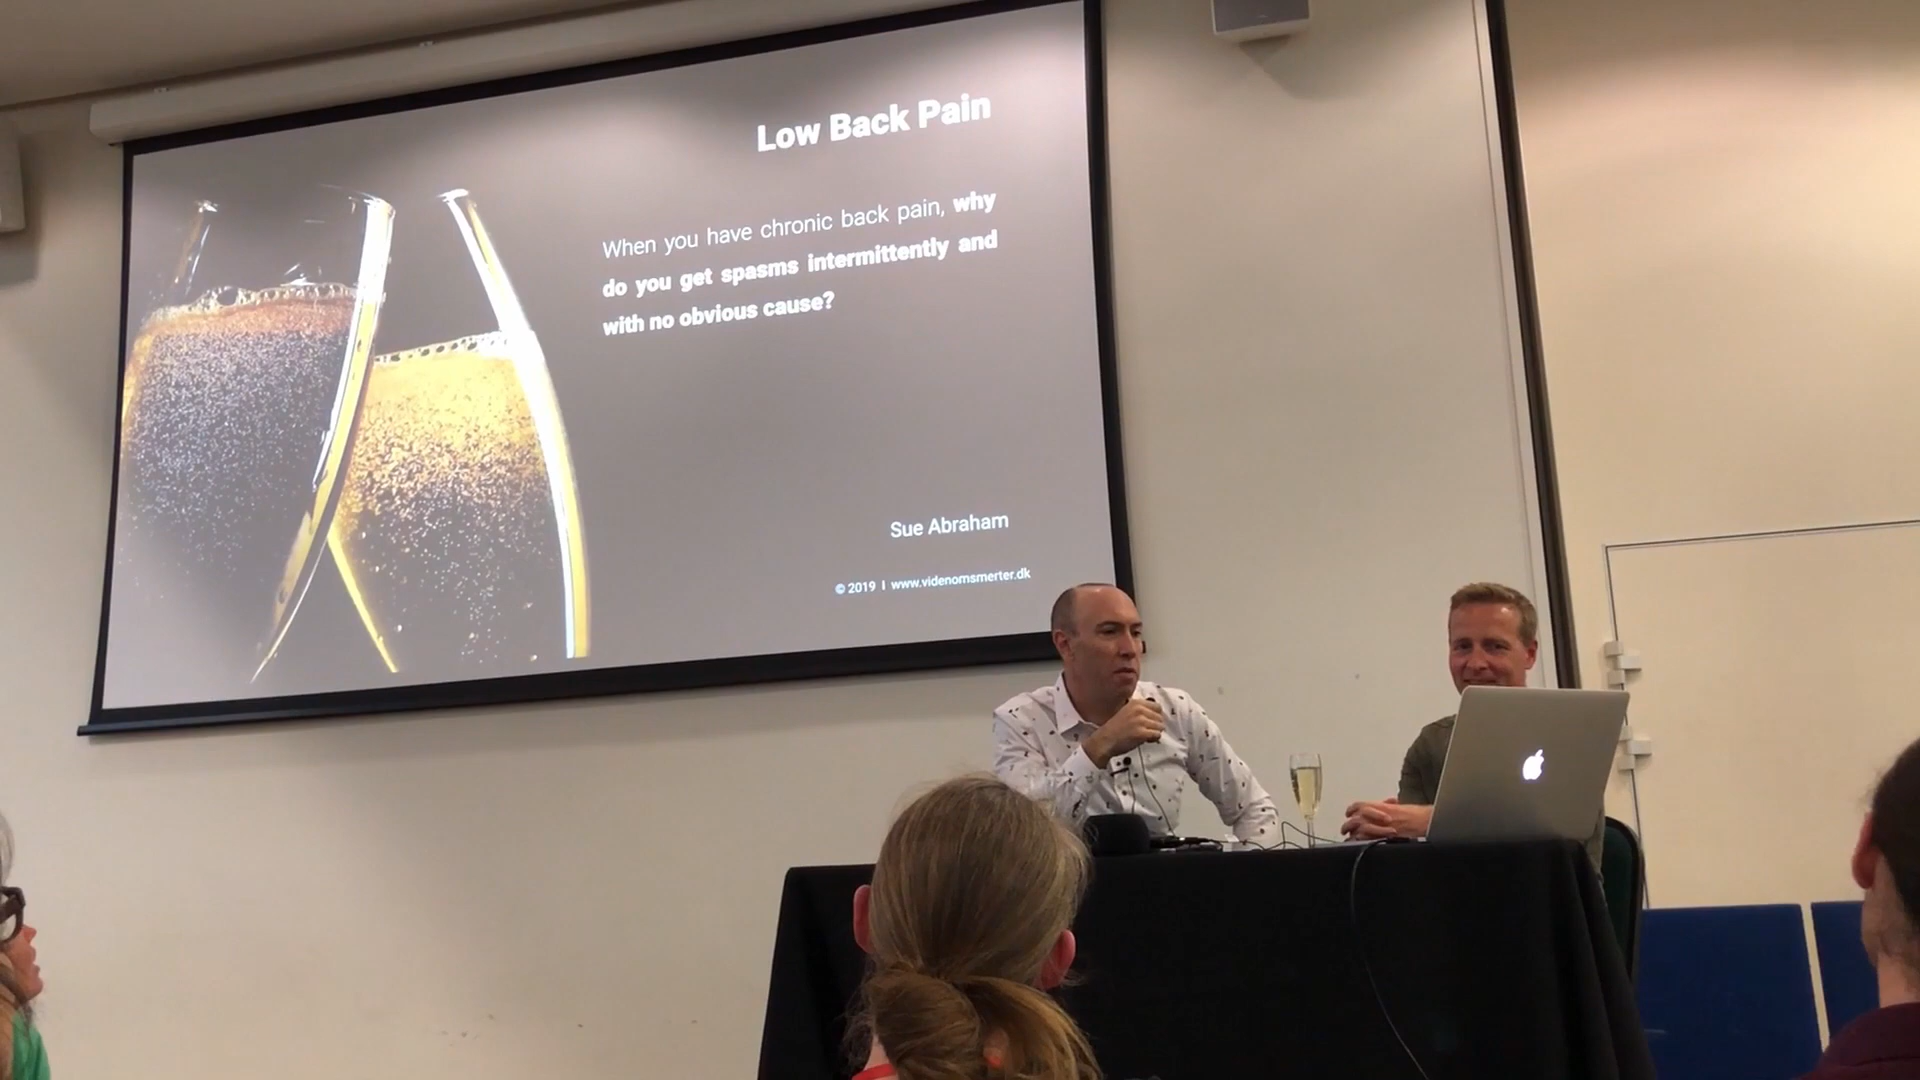 Low Back Pain
When you have chronic back pain, why
do you get spasms intermittently and
with no obvious cause?
Sue Abraham
© 2019 | www.videnomsmerter.dk